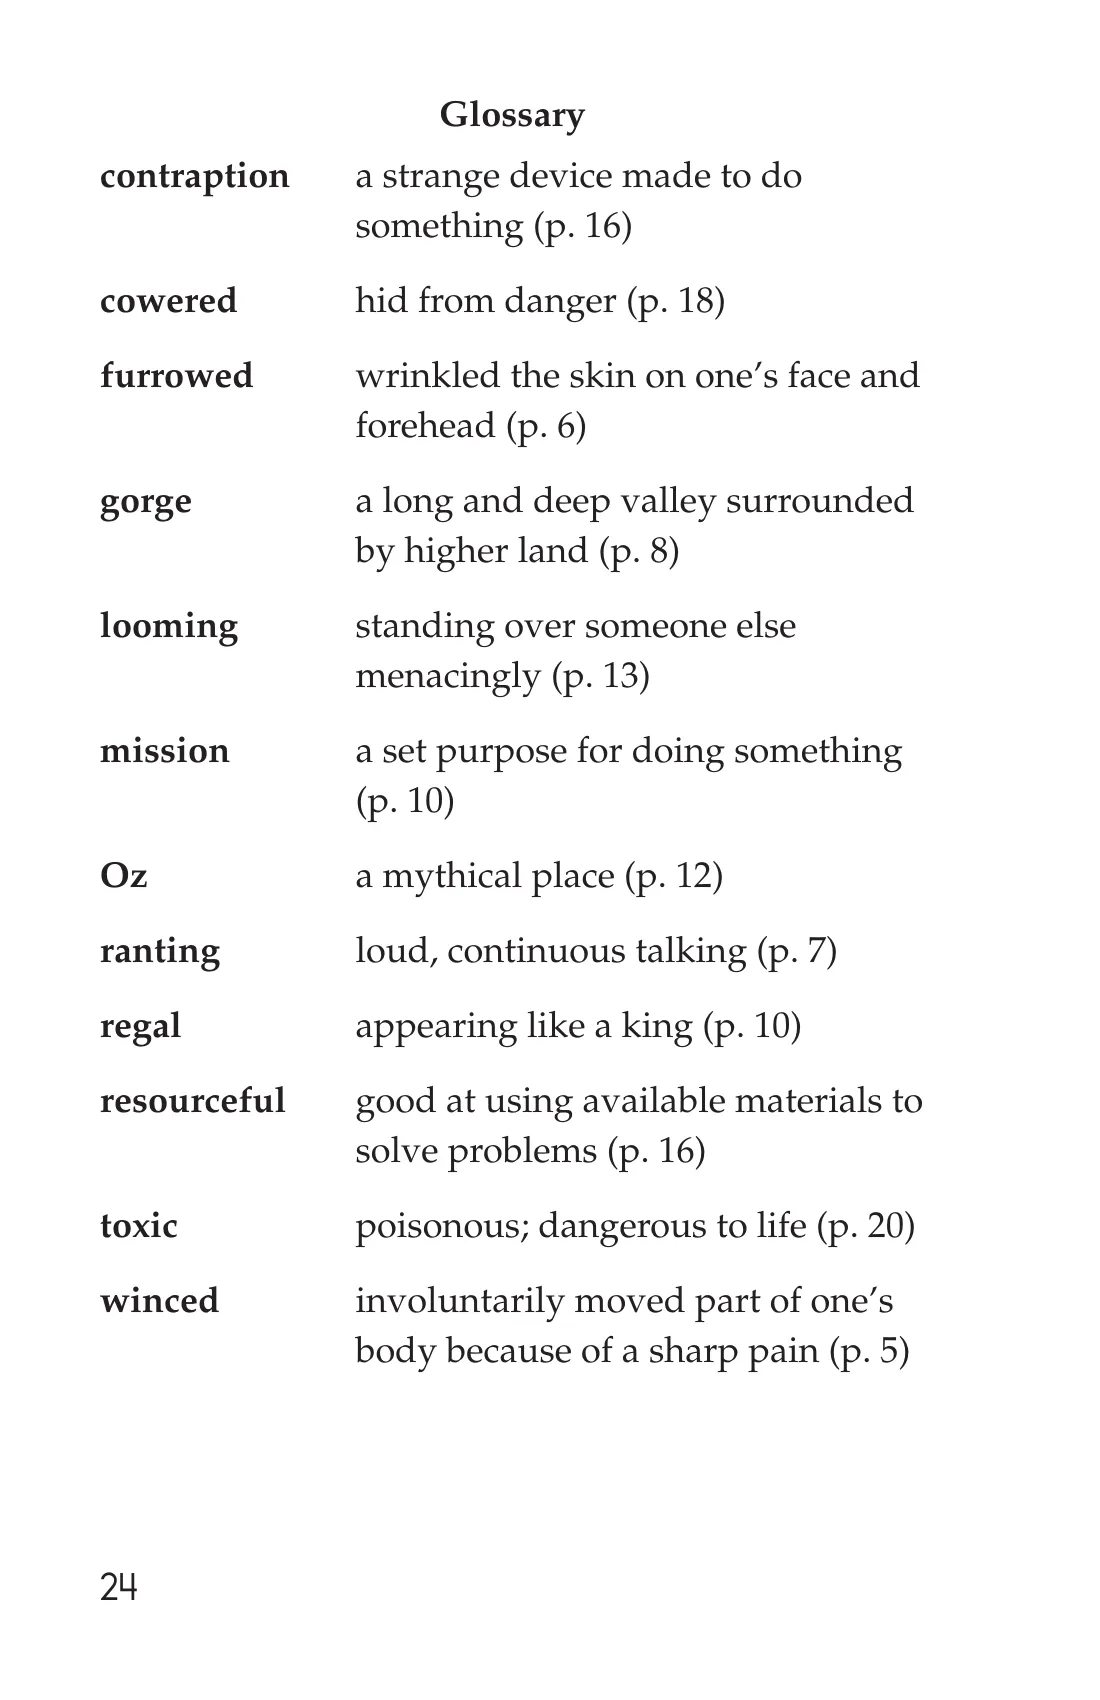 Glossary
contraption a strange device made to do
something (p. 16)
cowered hid from danger (p. 18)
furrowed wrinkled the skin on one’s face and
forehead (p. 6)
gorge a long and deep valley surrounded
by higher land (p. 8)
looming standing over someone else
menacingly (p. 13)
mission a set purpose for doing something
(p. 10)
Oz a mythical place (p. 12)
ranting loud, continuous talking (p. 7)
regal appearing like a king (p. 10)
resourceful good at using available materials to
solve problems (p. 16)
toxic poisonous; dangerous to life (p. 20)
winced involuntarily moved part of one’s
body because of a sharp pain (p. 5)
24